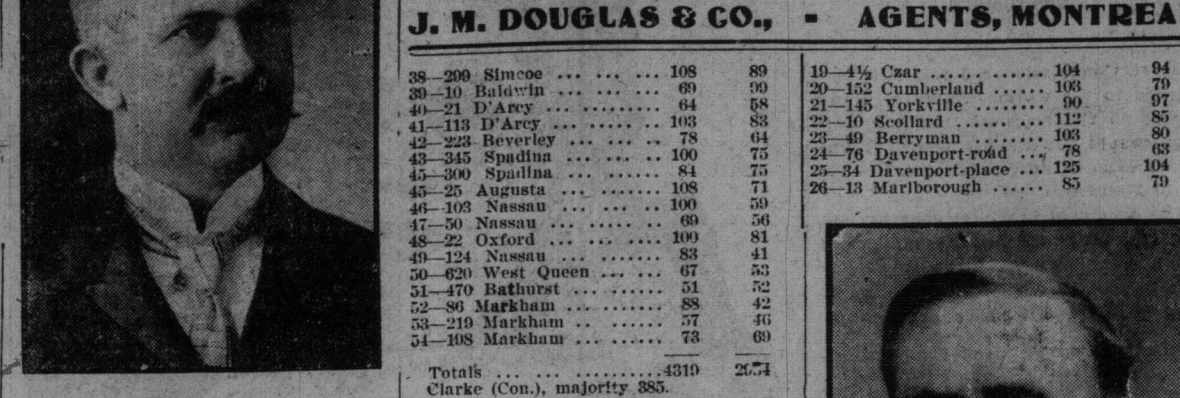 J. M. DOUGLAS & CO., - AGENTS, MONTREA
38—299 Simcoe ... ... ... 108 89
39—10 Baldwin ... ... ... 69 99
40—21 D'Arcy ... ......... 64 58
41—113 D'Arcy ... ....... 103 83
42—223 Beverley ... ... .. 78 64
43—345 Spadina ... ... ... 100 75
45—300 Spadina ... ... ... 84 75
45—25 Augusta ... ....... 108 71
46—103 Nassau ... ... ... 100 59
47—50 Nassau ... ... ... .. 69 56
48—22 Oxford ... ... .... 100 81
49—124 Nassau ... ....... 83 41
50—620 West Queen ... ... 67 53
51—470 Bathurst ... ...... 51 52
52—86 Markham ... ....... 88 42
53—219 Markham .. ...... 57 46
54—198 Markham ... ...... 73 69
Totals ... ... ..........4319
Clarke (Con.), majority 385.
19—4½ Czar ...... ...... 104 94
20—152 Cumberland ...... 103 79
21—145 Yorkville ........ 90 97
22—10 Scollard ......... 112 85
23—49 Berryman ........ 103 80
24—76 Davenport-road ... 78 63
25—34 Davenport-place ... 125 104
26—13 Marlborough ...... 85 79